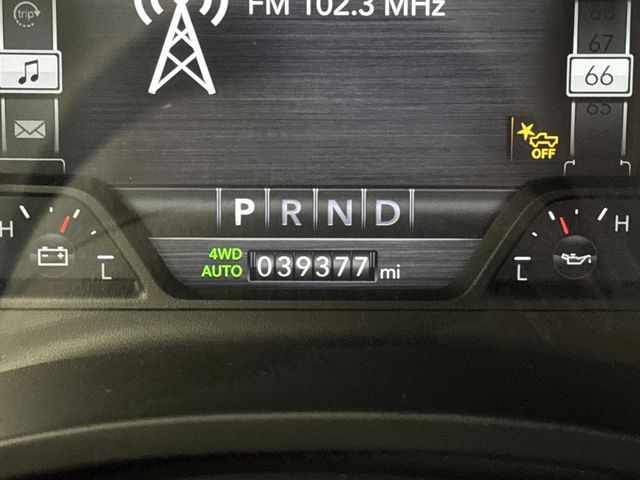 trip
FM 102.3 MHz
68
67
66
65
OFF
P R N D
H
L
4WD
AUTO
039377 mi
L
H